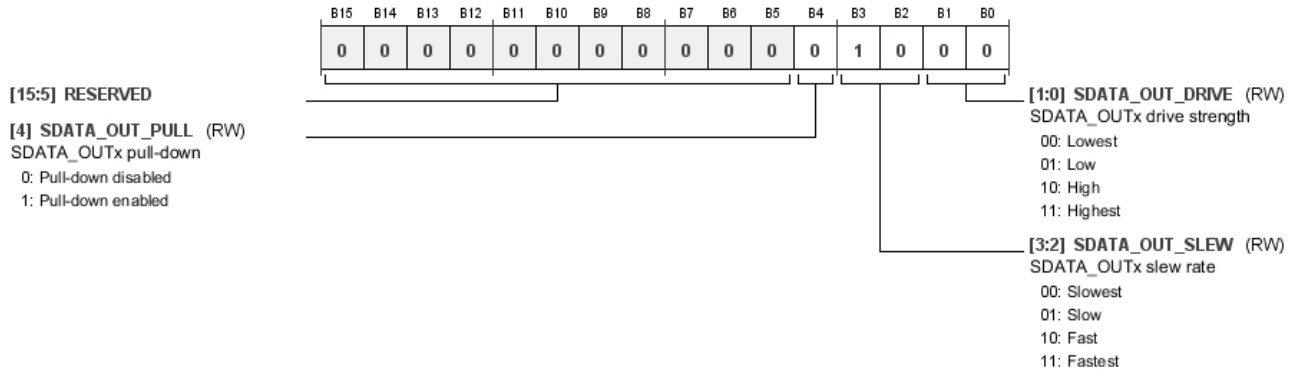 B15 B14 B13 B12 B11 B10 B9 B8 B7 B6 B5 B4 B3 B2 B1 B0
0 0 0 0 0 0 0 0 0 0 0 0 1 0 0 0
[15:5] RESERVED
[4] SDATA_OUT_PULL (RW)
SDATA_OUTx pull-down
0: Pull-down disabled
1: Pull-down enabled
[1:0] SDATA_OUT_DRIVE (RW)
SDATA_OUTx drive strength
00: Lowest
01: Low
10: High
11: Highest
[3:2] SDATA_OUT_SLEW (RW)
SDATA_OUTx slew rate
00: Slowest
01: Slow
10: Fast
11: Fastest